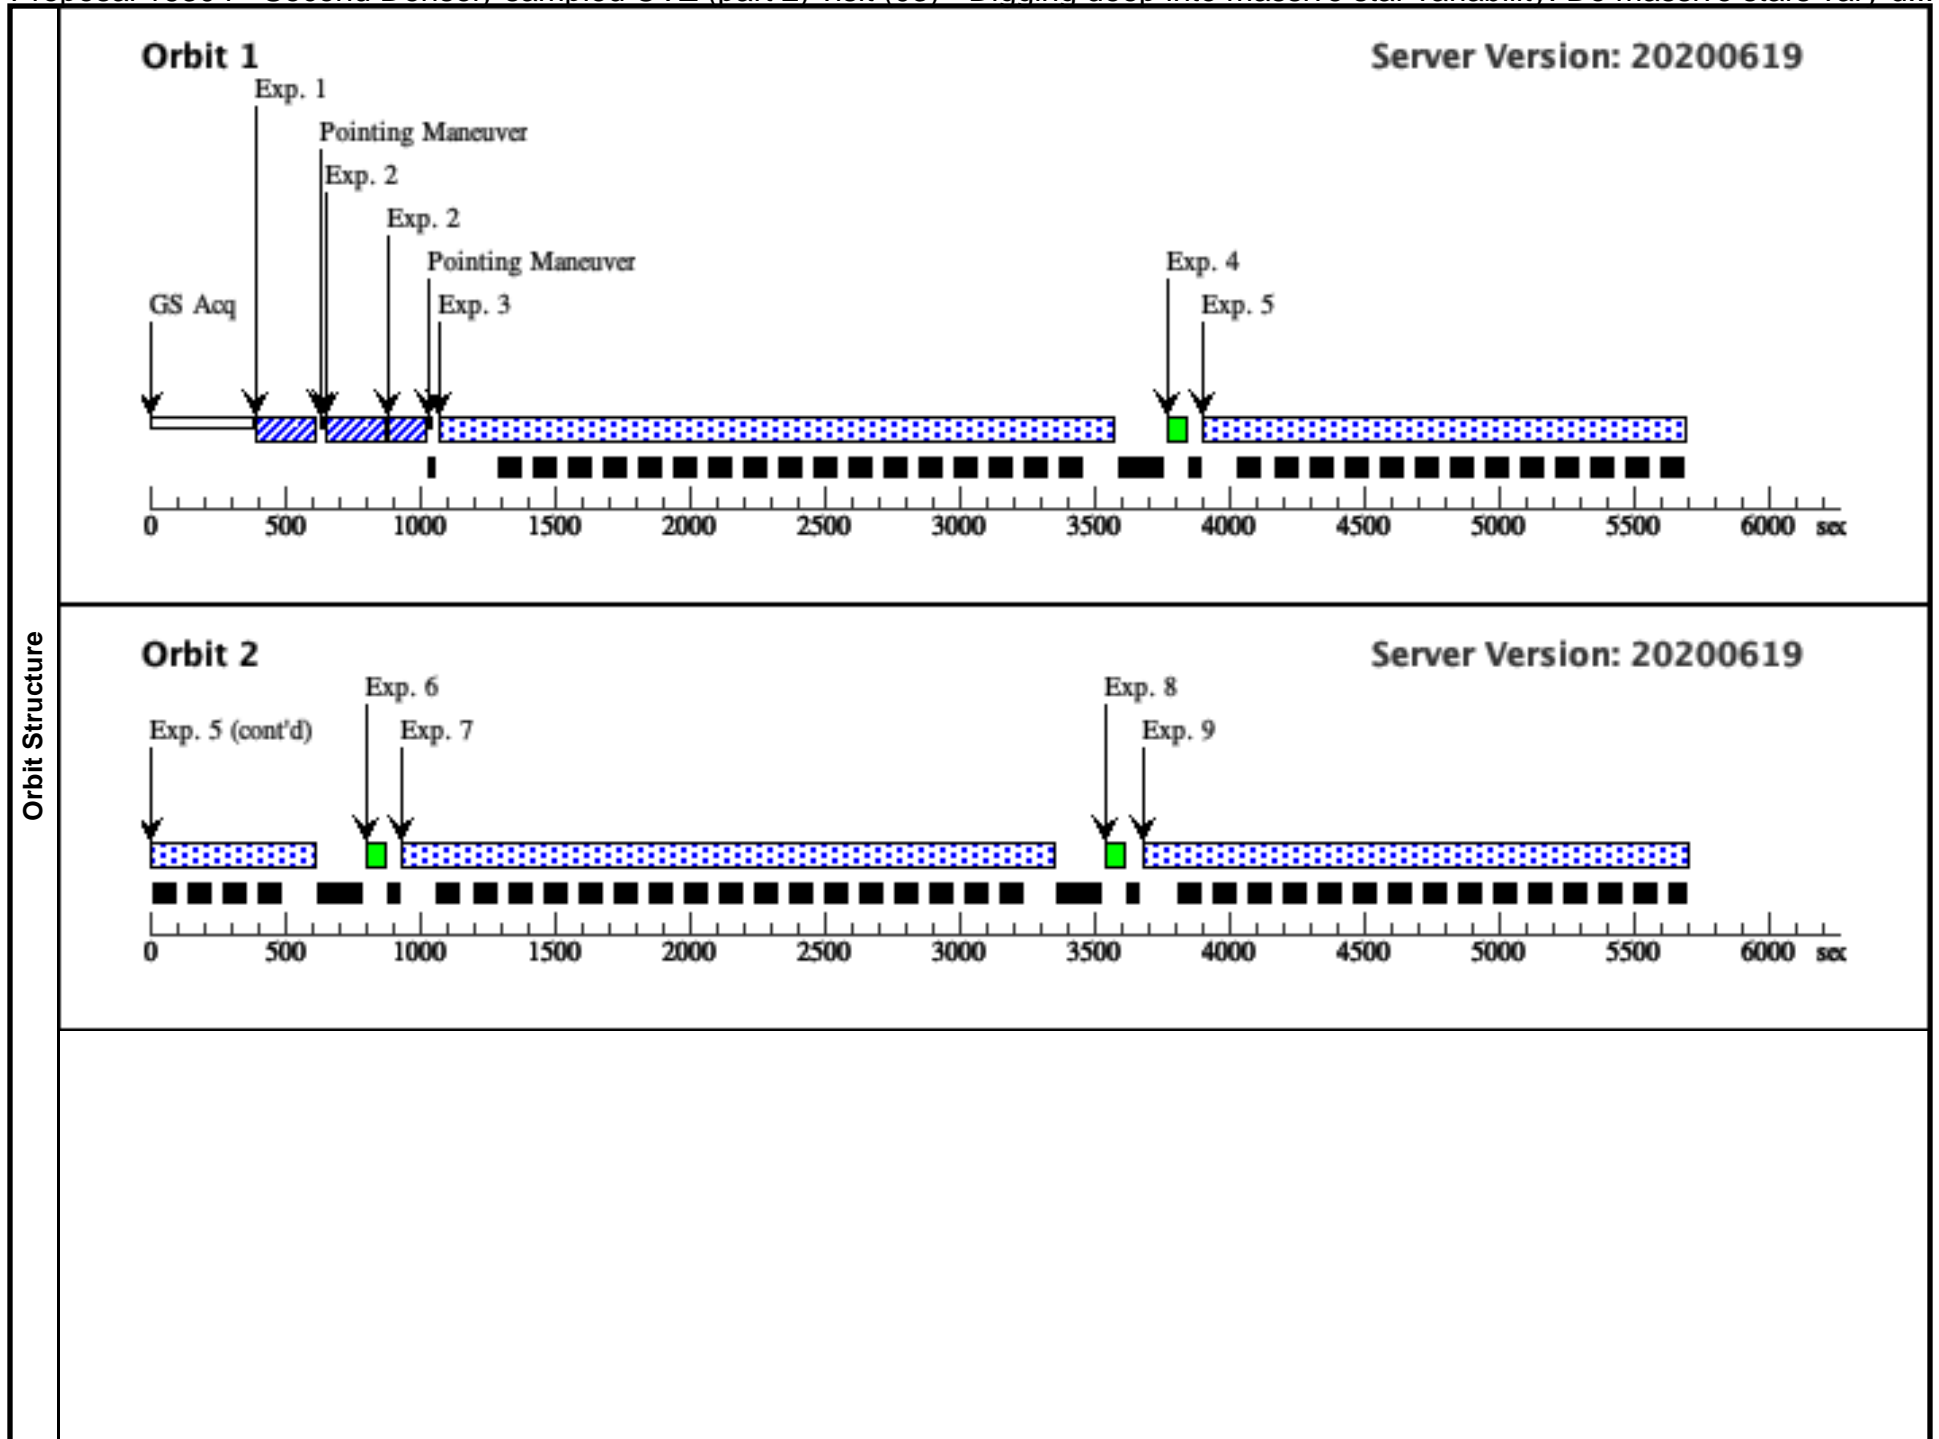 Orbit Structure
Orbit 1
Server Version: 20200619
Exp. 1
Pointing Maneuver
Exp. 2
Exp. 2
Pointing Maneuver
Exp. 4
GS Acq
Exp. 3
Exp. 5
0 500 1000 1500 2000 2500 3000 3500 4000 4500 5000 5500 6000 sec
Orbit 2
Server Version: 20200619
Exp. 6
Exp. 8
Exp. 5 (cont'd)
Exp. 7
Exp. 9
0 500 1000 1500 2000 2500 3000 3500 4000 4500 5000 5500 6000 sec